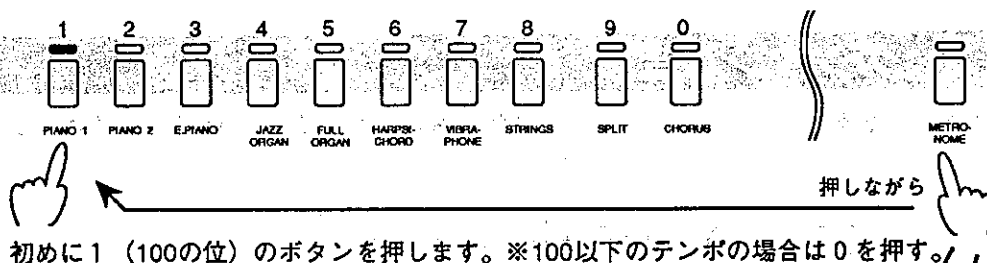 1 2 3 4 5 6 7 8 9 0
PIANO 1 PIANO 2 E.PIANO JAZZ ORGAN FULL ORGAN HARPSI-CHORD VIBRA-PHONE STRINGS SPLIT CHORUS METRO-NOME
押しながら
初めに1 (100の位) のボタンを押します。※100以下のテンポの場合は0を押す。